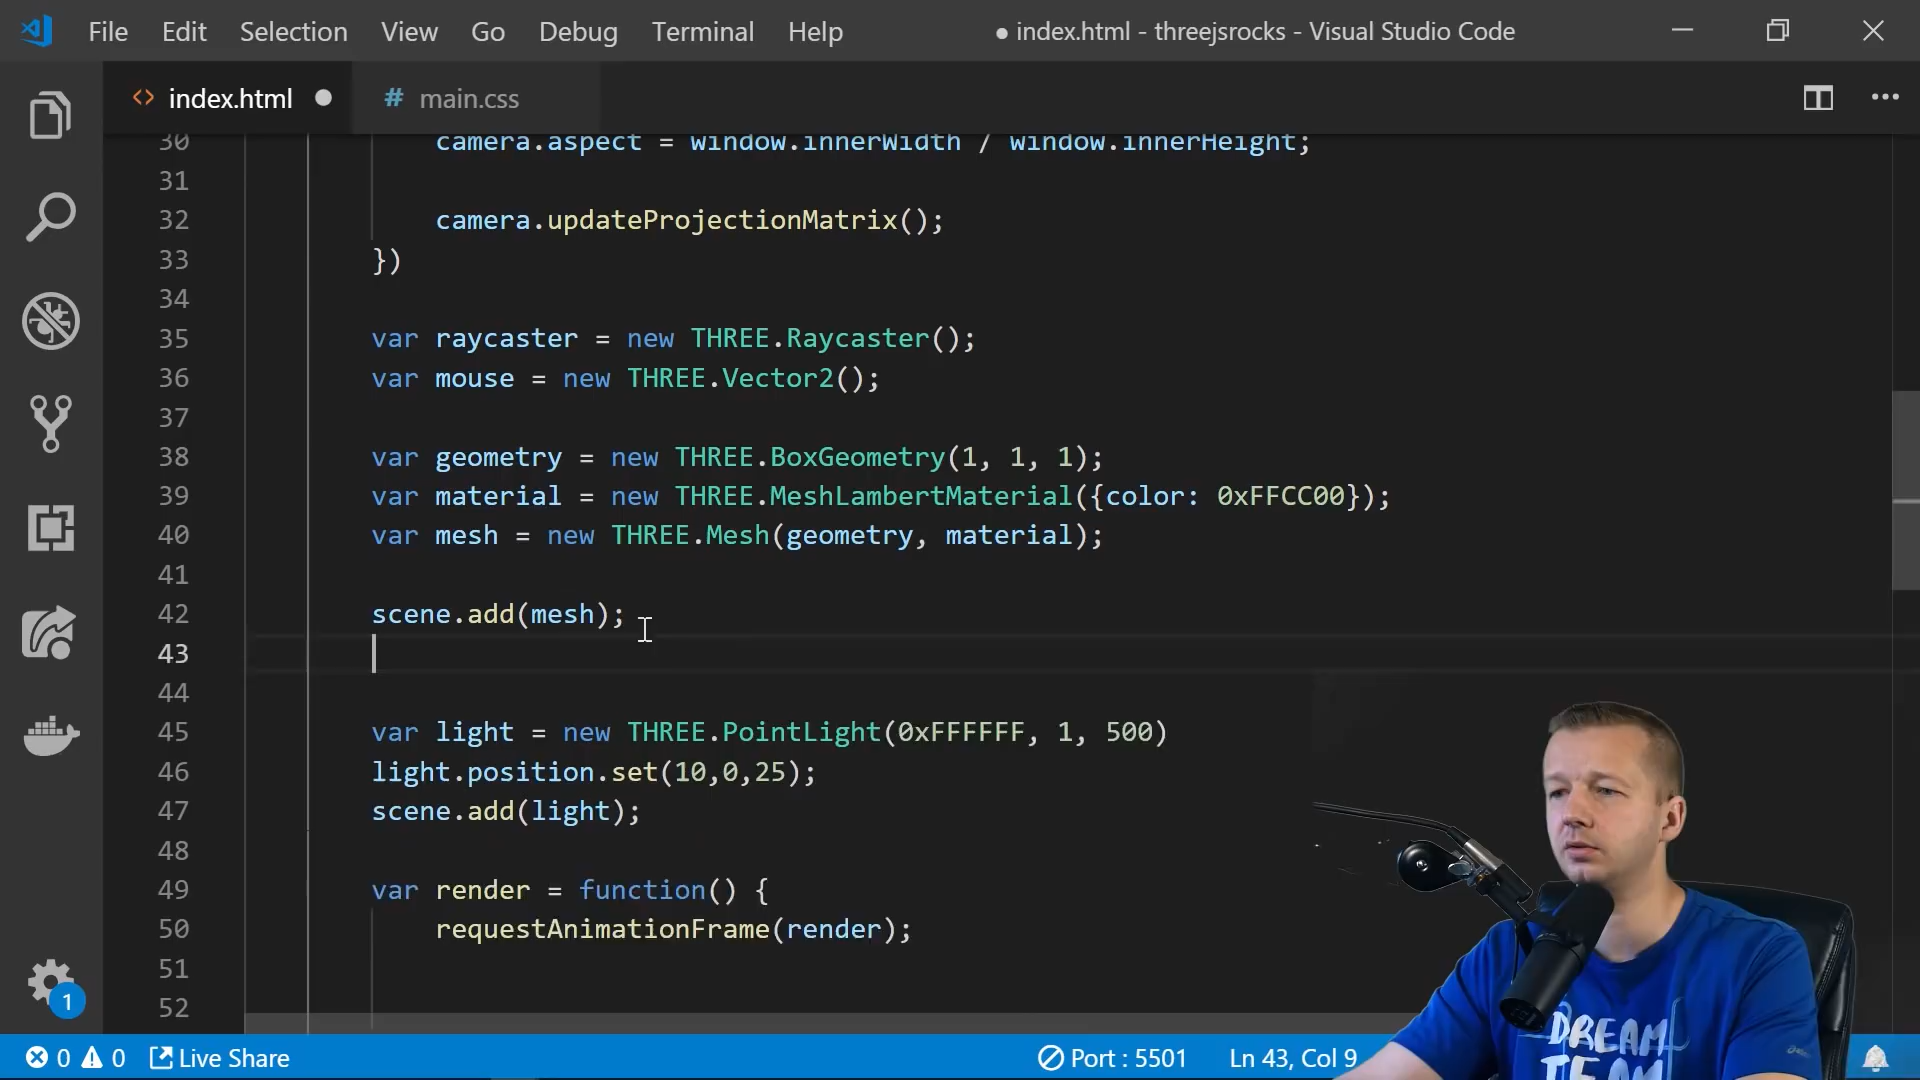 File Edit Selection View Go Debug Terminal Help ● index.html - threejsrocks - Visual Studio Code
<> index.html ● # main.css
30 camera.aspect = window.innerWidth / window.innerHeight;
31
32 camera.updateProjectionMatrix();
33 })
34
35 var raycaster = new THREE.Raycaster();
36 var mouse = new THREE.Vector2();
37
38 var geometry = new THREE.BoxGeometry(1, 1, 1);
39 var material = new THREE.MeshLambertMaterial({color: 0xFFCC00});
40 var mesh = new THREE.Mesh(geometry, material);
41
42 scene.add(mesh);
43
44
45 var light = new THREE.PointLight(0xFFFFFF, 1, 500)
46 light.position.set(10,0,25);
47 scene.add(light);
48
49 var render = function() {
50 requestAnimationFrame(render);
51
52
1
0 0 Live Share Port : 5501 Ln 43, Col 9
DREAM
TEAM